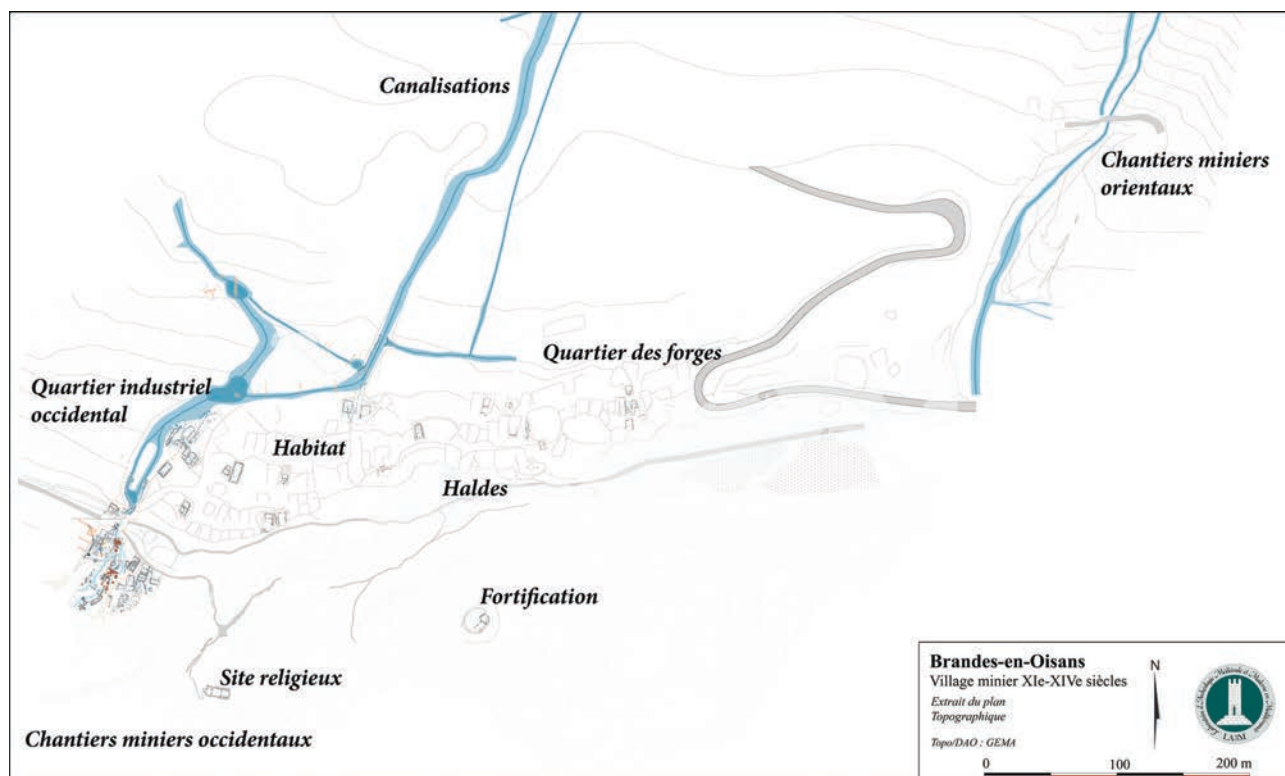 Canalisations
Chantiers miniers
orientaux
Quartier des forges
Quartier industriel
occidental
Habitat
Haldes
Fortification
Site religieux
Chantiers miniers occidentaux
Brandes-en-Oisans
Village minier XIe-XIVe siècles
Extrait du plan
Topographique
Topo/DAO : GEMA
N
LA3M
0 100 200 m